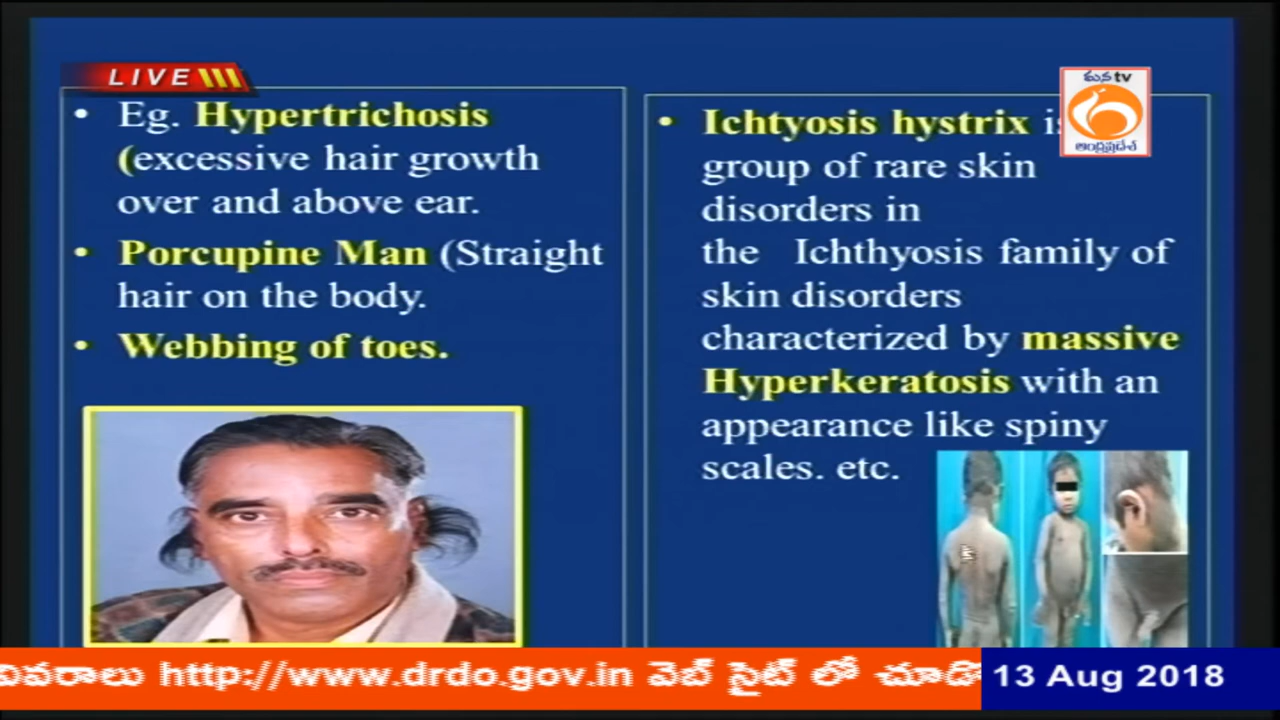 LIVE
• Eg. Hypertrichosis
(excessive hair growth
over and above ear.
• Porcupine Man (Straight
hair on the body.
• Webbing of toes.
మన tv
ఆంధ్రప్రదేశ్
• Ichtyosis hystrix is
group of rare skin
disorders in
the Ichthyosis family of
skin disorders
characterized by massive
Hyperkeratosis with an
appearance like spiny
scales. etc.
వివరాలు http://www.drdo.gov.in వెబ్ సైట్ లో
13 Aug 2018